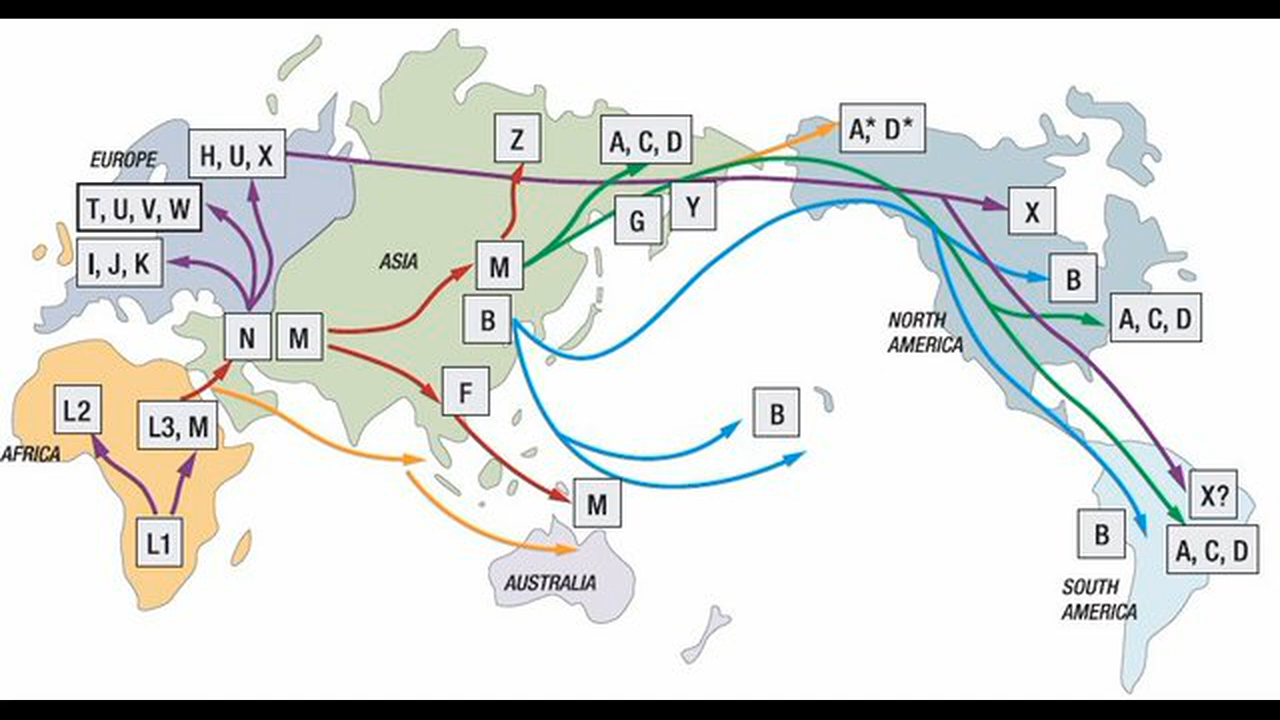 Z
A, C, D
A,* D*
EUROPE
H, U, X
T, U, V, W
G
Y
X
I, J, K
ASIA
M
B
B
NORTH
AMERICA
A, C, D
N
M
F
L2
L3, M
B
AFRICA
M
X?
L1
B
A, C, D
AUSTRALIA
SOUTH
AMERICA